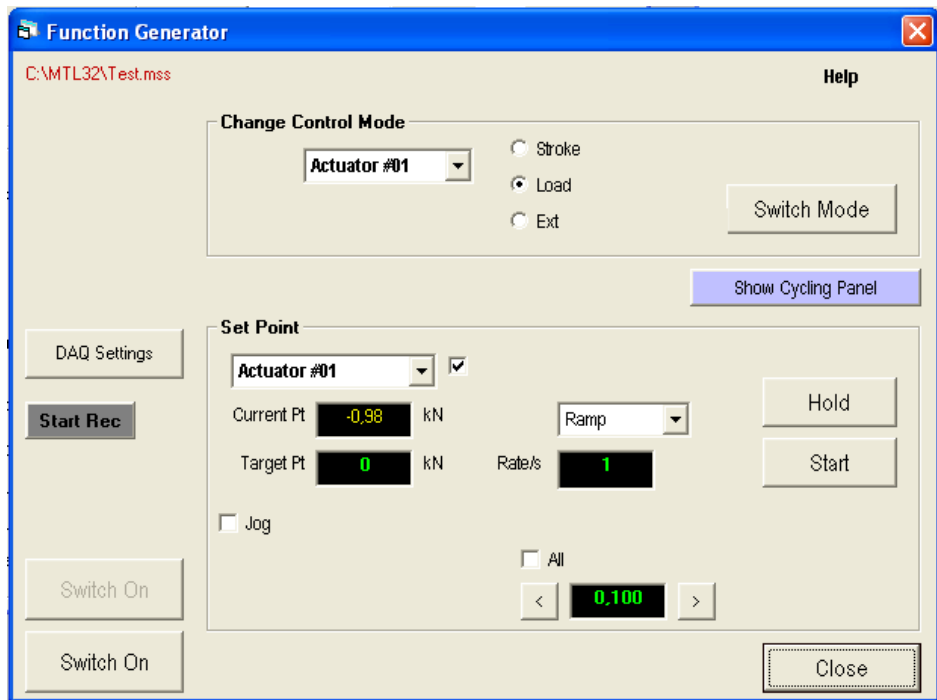 Function Generator
C:\MTL32\Test.mss
Help
Change Control Mode
Actuator #01
Stroke
Load
Ext
Switch Mode
Show Cycling Panel
Set Point
DAQ Settings
Actuator #01
Start Rec
Current Pt -0,98 kN
Ramp
Hold
Target Pt 0 kN Rate/s 1
Start
Jog
All
< 0,100 >
Switch On
Switch On
Close